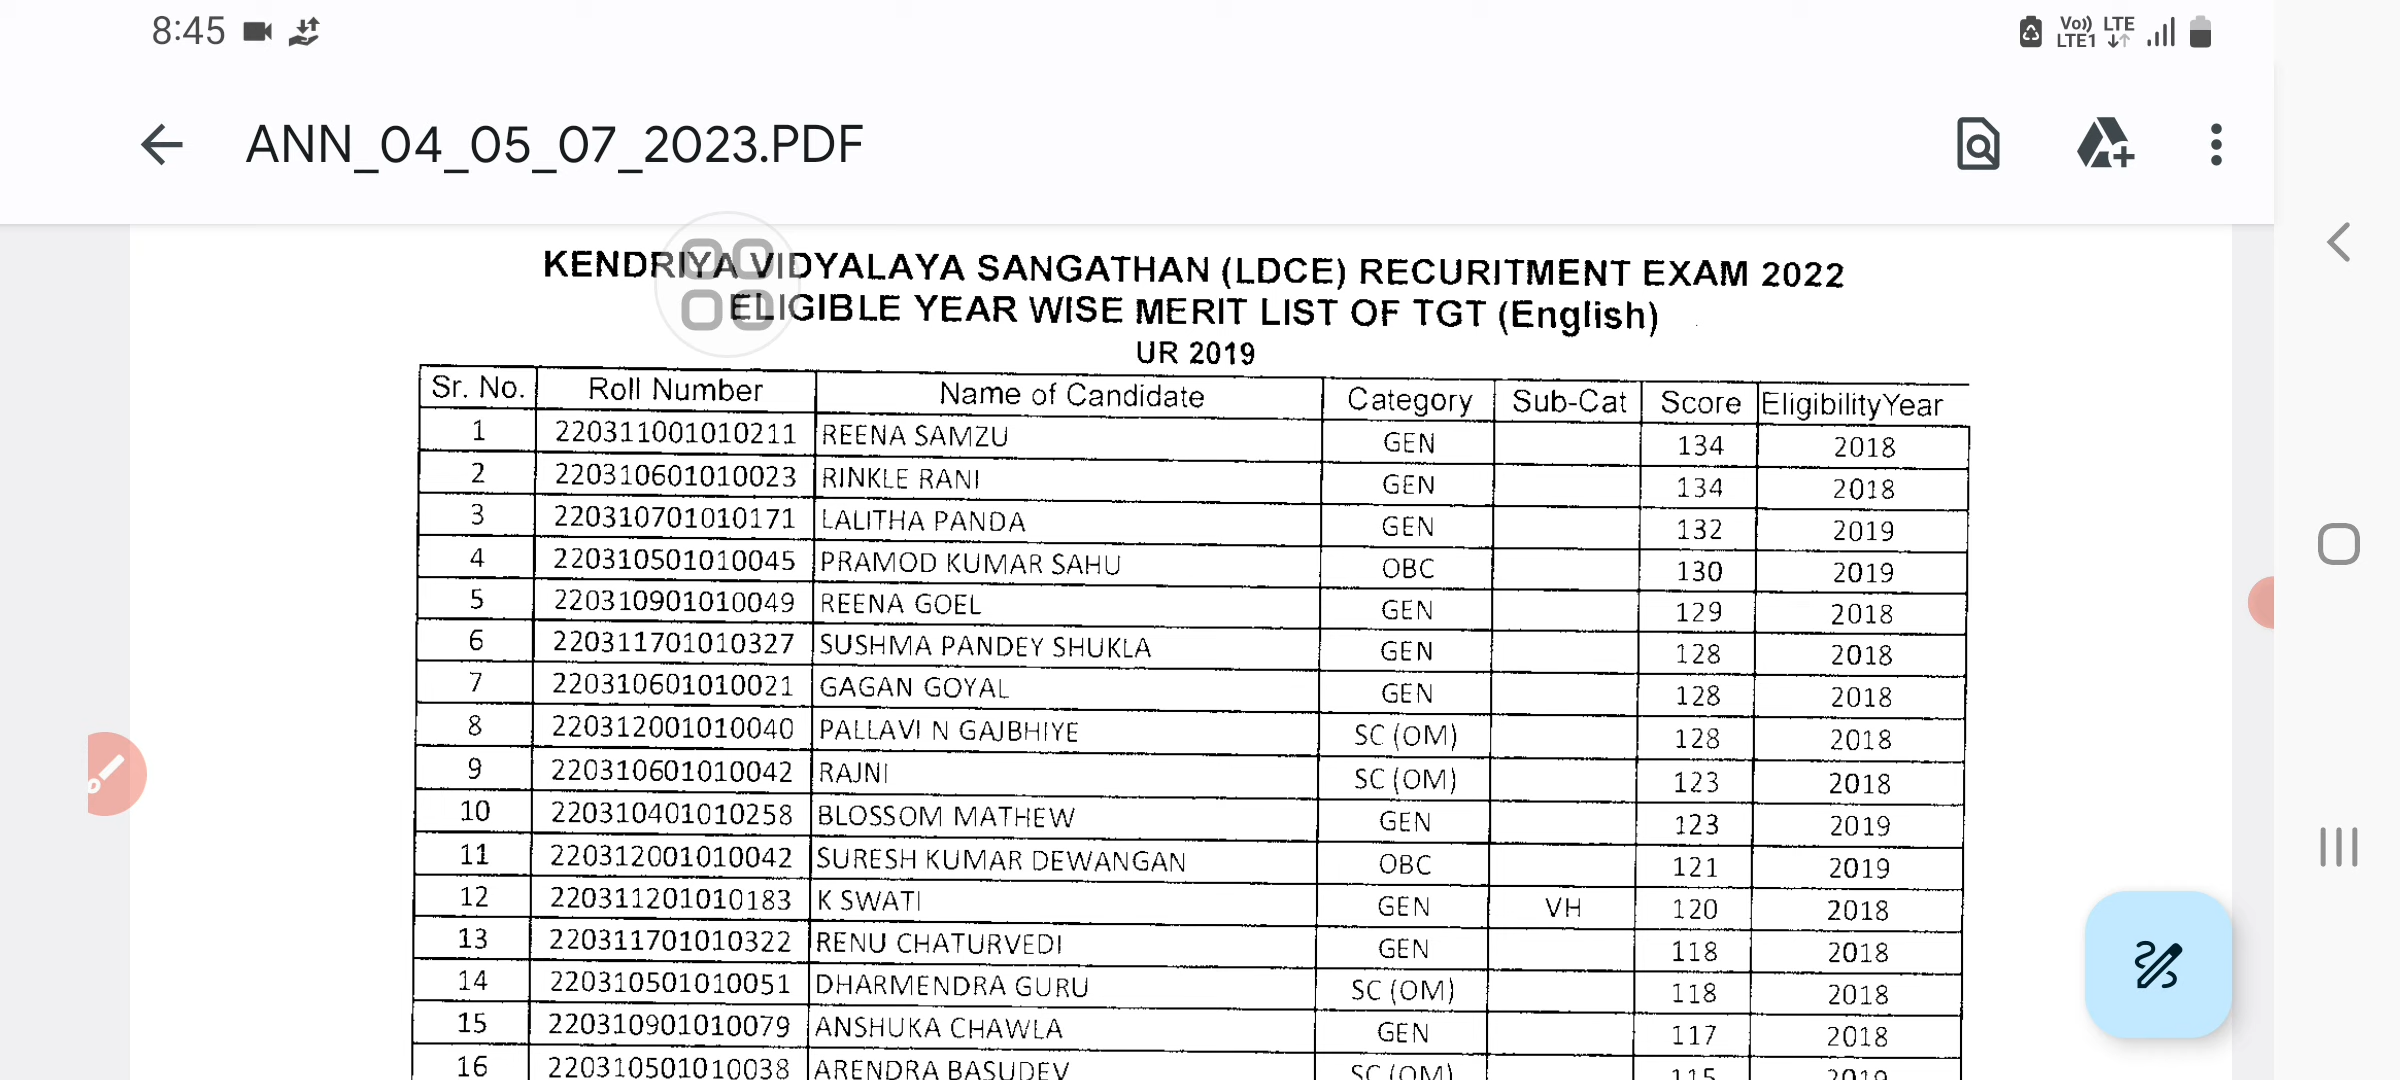 8:45
Vo)) LTE
LTE1
ANN_04_05_07_2023.PDF
KENDRIYA VIDYALAYA SANGATHAN (LDCE) RECURITMENT EXAM 2022
ELIGIBLE YEAR WISE MERIT LIST OF TGT (English)
UR 2019
Sr. No. Roll Number Name of Candidate Category Sub-Cat Score EligibilityYear
1 220311001010211 REENA SAMZU GEN 134 2018
2 220310601010023 RINKLE RANI GEN 134 2018
3 220310701010171 LALITHA PANDA GEN 132 2019
4 220310501010045 PRAMOD KUMAR SAHU OBC 130 2019
5 220310901010049 REENA GOEL GEN 129 2018
6 220311701010327 SUSHMA PANDEY SHUKLA GEN 128 2018
7 220310601010021 GAGAN GOYAL GEN 128 2018
8 220312001010040 PALLAVI N GAJBHIYE SC (OM) 128 2018
9 220310601010042 RAJNI SC (OM) 123 2018
10 220310401010258 BLOSSOM MATHEW GEN 123 2019
11 220312001010042 SURESH KUMAR DEWANGAN OBC 121 2019
12 220311201010183 K SWATI GEN VH 120 2018
13 220311701010322 RENU CHATURVEDI GEN 118 2018
14 220310501010051 DHARMENDRA GURU SC (OM) 118 2018
15 220310901010079 ANSHUKA CHAWLA GEN 117 2018
16 220310501010038 ARENDRA BASUDEV SC (OM) 115 2019